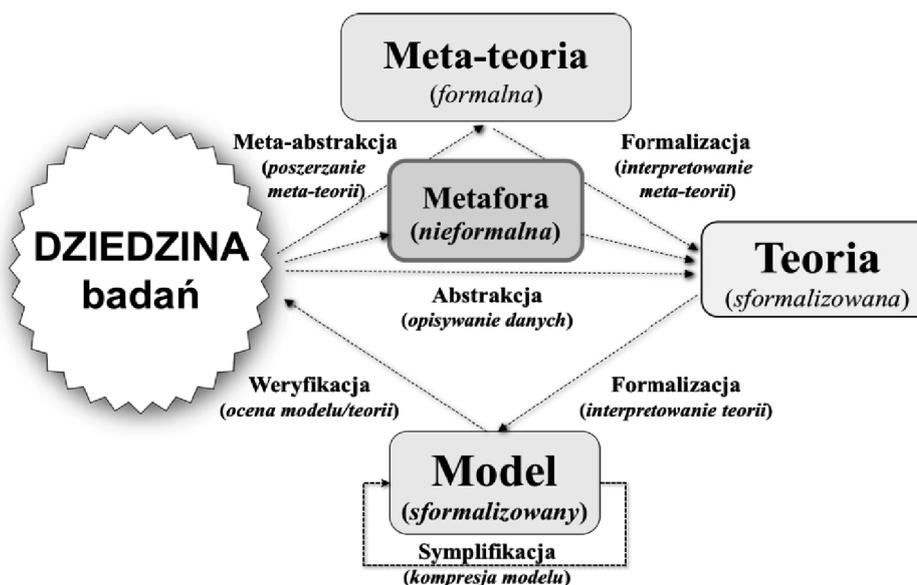 Meta-teoria
(formalna)
Meta-abstrakcja
(poszerzanie
meta-teorii)
Formalizacja
(interpretowanie
meta-teorii)
Metafora
(nieformalna)
DZIEDZINA
badań
Teoria
(sformalizowana)
Abstrakcja
(opisywanie danych)
Weryfikacja
(ocena modelu/teorii)
Formalizacja
(interpretowanie teorii)
Model
(sformalizowany)
Symplifikacja
(kompresja modelu)